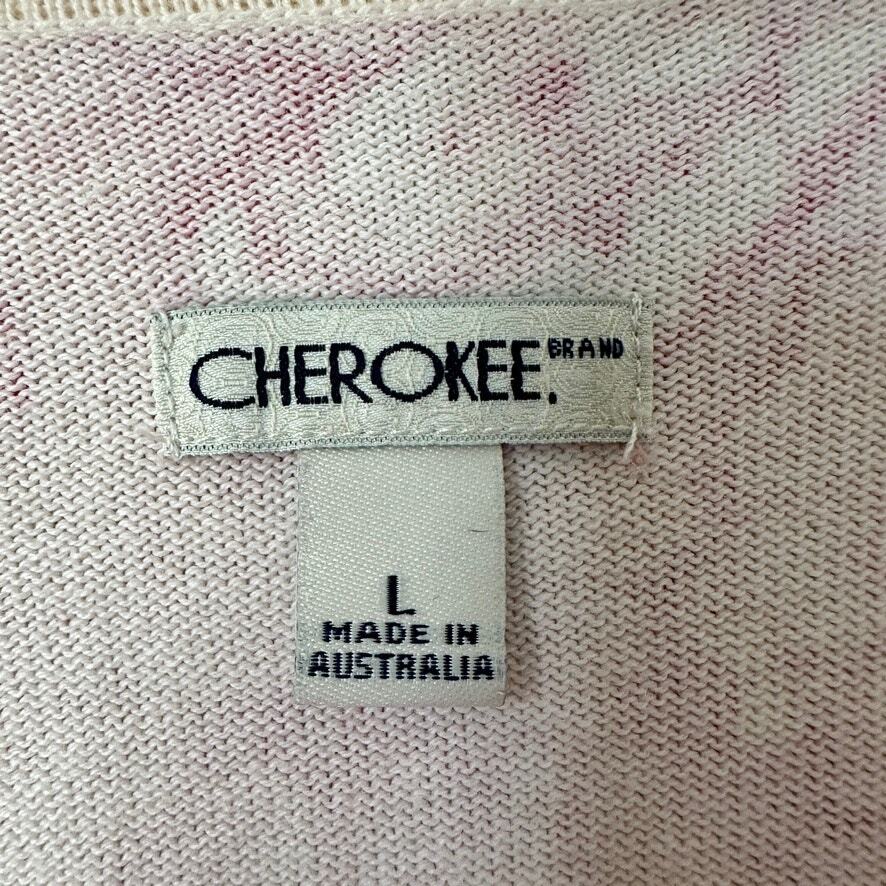 CHEROKEE. BRAND
L
MADE IN
AUSTRALIA